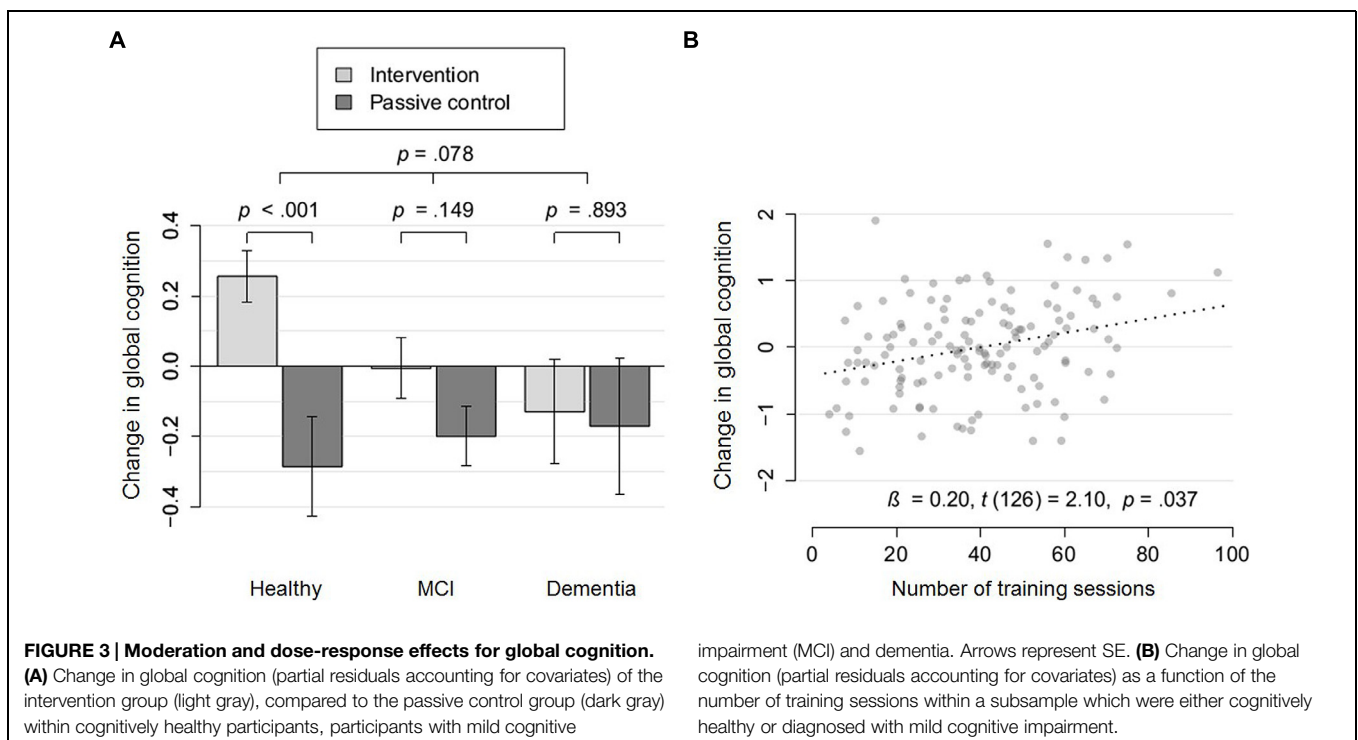 A
B
Intervention
Passive control
p = .078
p < .001
p = .149
p = .893
0.4
0.2
0.0
−0.2
−0.4
Change in global cognition
Healthy
MCI
Dementia
2
1
0
−1
−2
Change in global cognition
ß = 0.20, t (126) = 2.10, p = .037
0
20
40
60
80
100
Number of training sessions
FIGURE 3 | Moderation and dose-response effects for global cognition.
(A) Change in global cognition (partial residuals accounting for covariates) of the
intervention group (light gray), compared to the passive control group (dark gray)
within cognitively healthy participants, participants with mild cognitive
impairment (MCI) and dementia. Arrows represent SE. (B) Change in global
cognition (partial residuals accounting for covariates) as a function of the
number of training sessions within a subsample which were either cognitively
healthy or diagnosed with mild cognitive impairment.